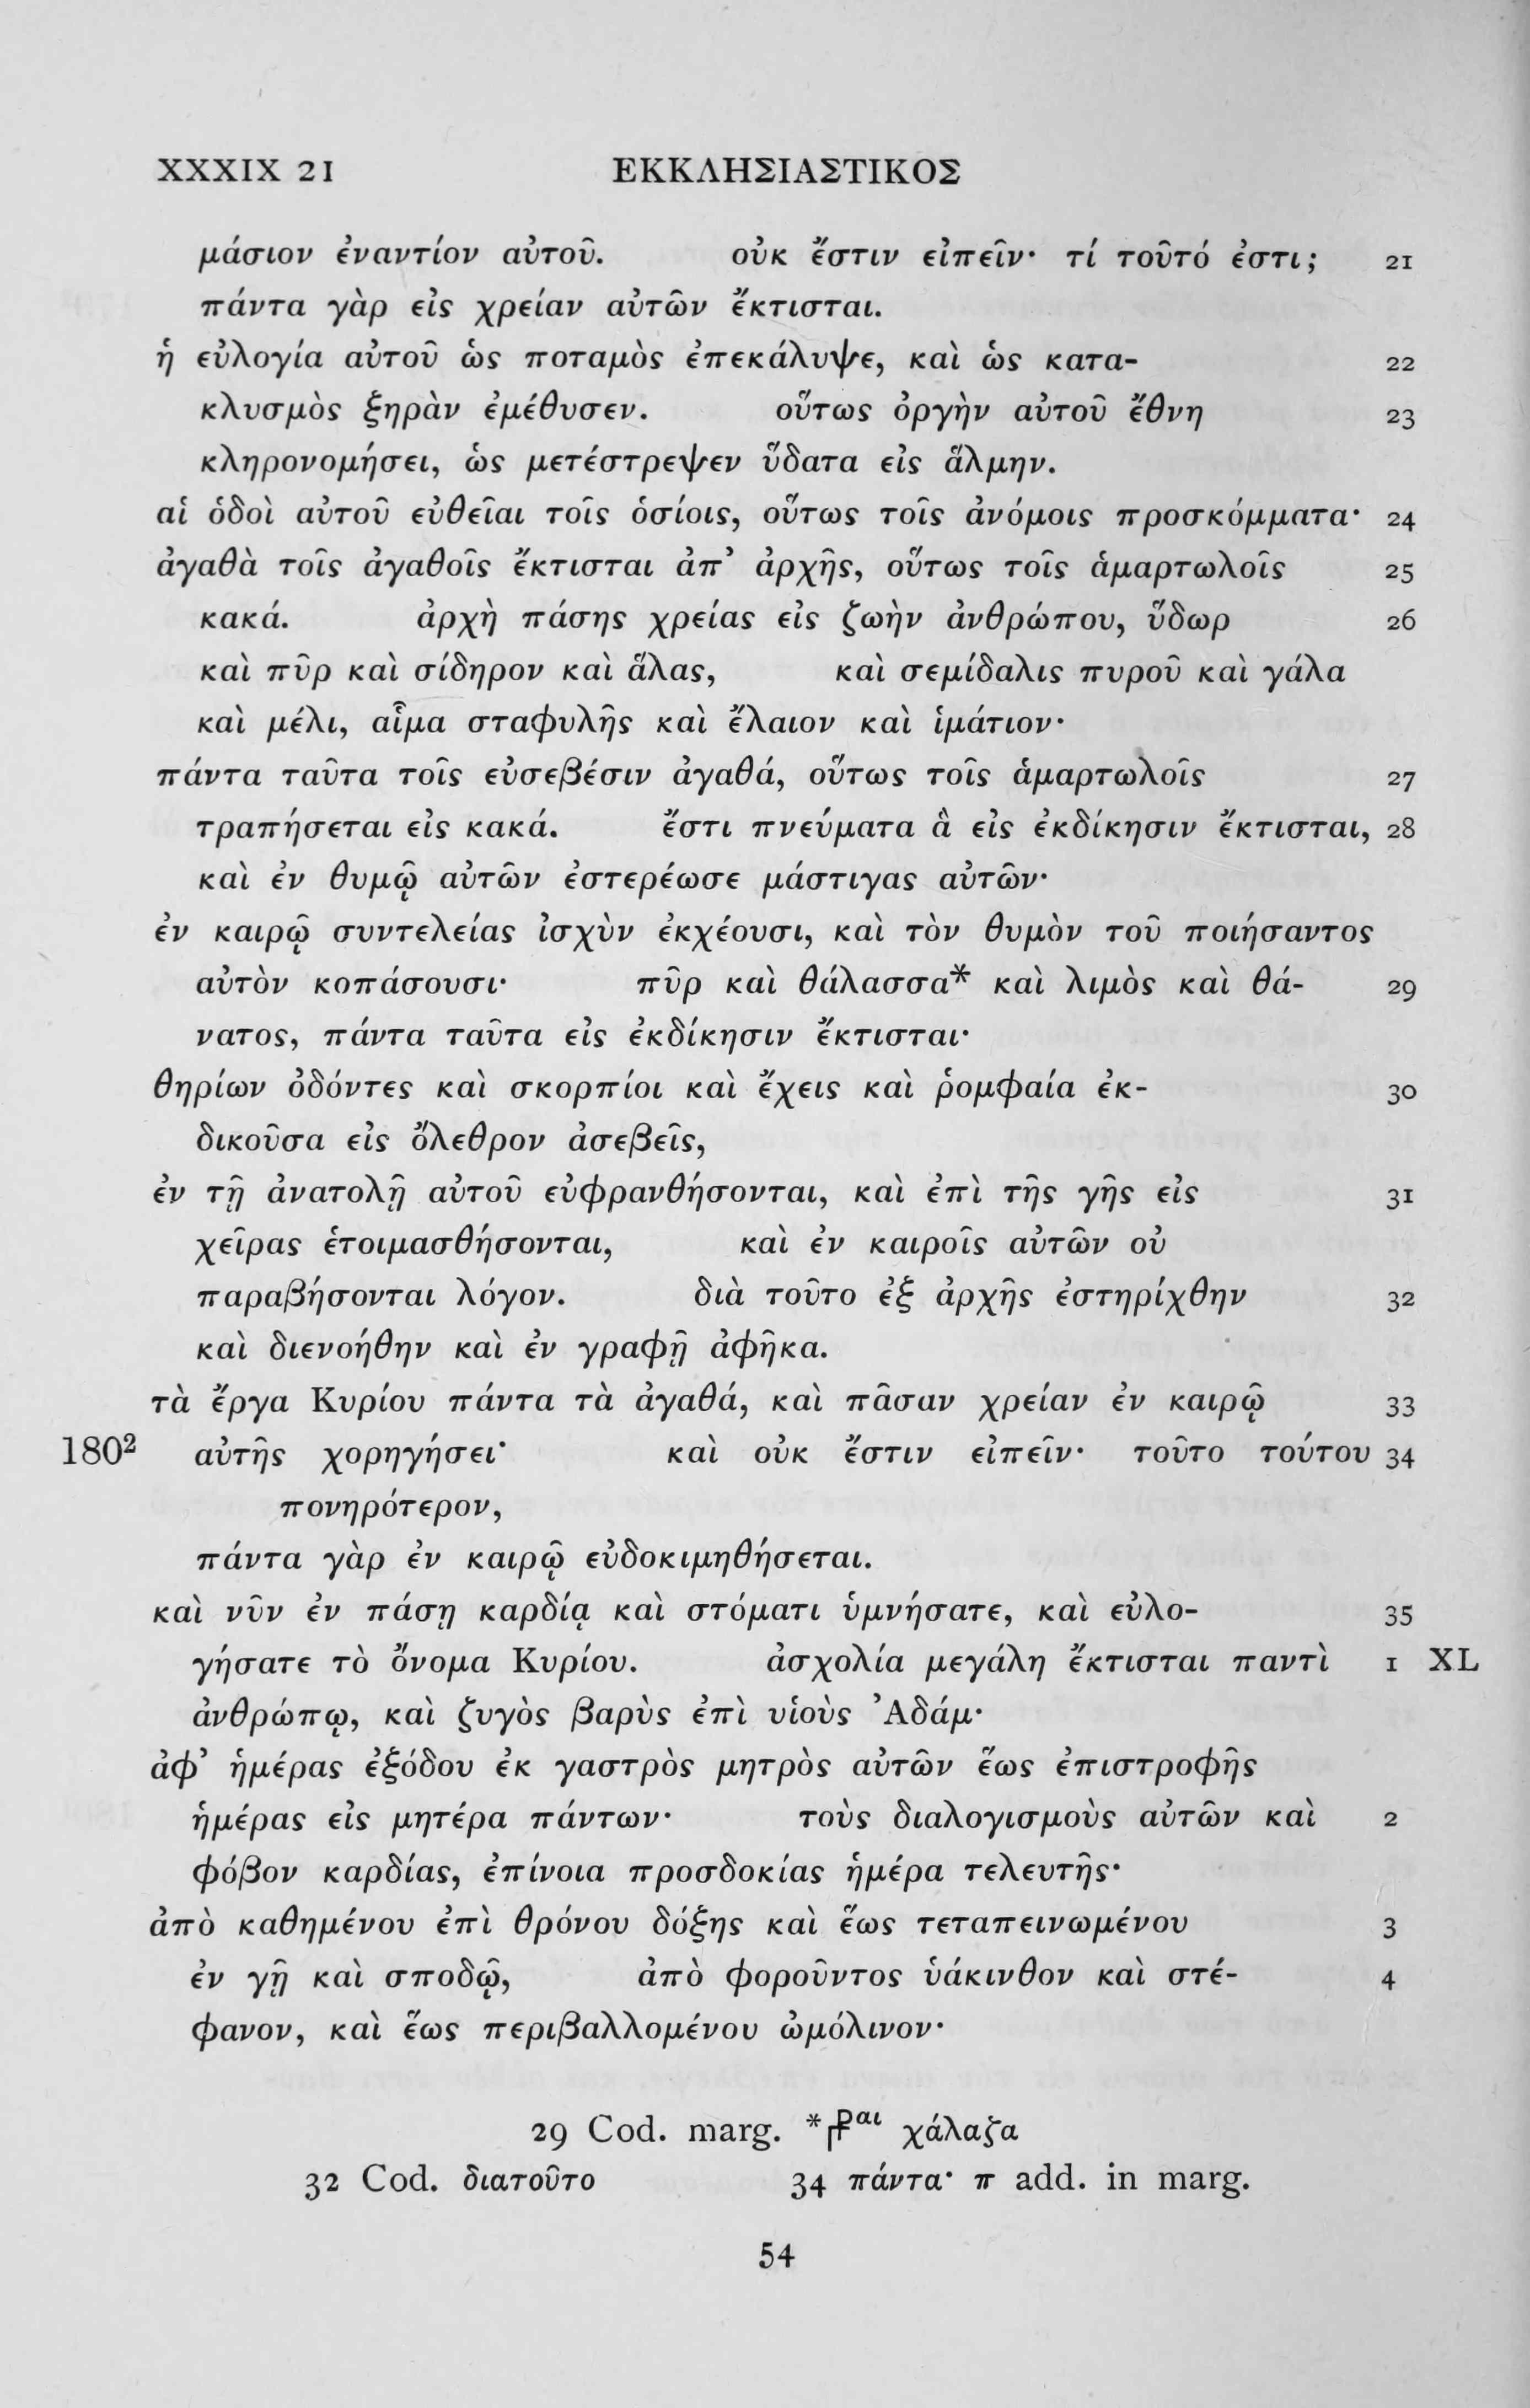 XXXIX 21 ΕΚΚΛΗΣΙΑΣΤΙΚΟΣ
μάσιον ἐναντίον αὐτοῦ. οὐκ ἔστιν εἰπεῖν· τί τοῦτό ἐστι; 21
πάντα γὰρ εἰς χρείαν αὐτῶν ἔκτισται.
ἡ εὐλογία αὐτοῦ ὡς ποταμὸς ἐπεκάλυψε, καὶ ὡς κατα- 22
κλυσμὸς ξηρὰν ἐμέθυσεν. οὕτως ὀργὴν αὐτοῦ ἔθνη 23
κληρονομήσει, ὡς μετέστρεψεν ὕδατα εἰς ἅλμην.
αἱ ὁδοὶ αὐτοῦ εὐθεῖαι τοῖς ὁσίοις, οὕτως τοῖς ἀνόμοις προσκόμματα· 24
ἀγαθὰ τοῖς ἀγαθοῖς ἔκτισται ἀπ’ ἀρχῆς, οὕτως τοῖς ἁμαρτωλοῖς 25
κακά. ἀρχὴ πάσης χρείας εἰς ζωὴν ἀνθρώπου, ὕδωρ 26
καὶ πῦρ καὶ σίδηρον καὶ ἅλας, καὶ σεμίδαλις πυροῦ καὶ γάλα
καὶ μέλι, αἷμα σταφυλῆς καὶ ἔλαιον καὶ ἱμάτιον·
πάντα ταῦτα τοῖς εὐσεβέσιν ἀγαθά, οὕτως τοῖς ἁμαρτωλοῖς 27
τραπήσεται εἰς κακά. ἔστι πνεύματα ἃ εἰς ἐκδίκησιν ἔκτισται, 28
καὶ ἐν θυμῷ αὐτῶν ἐστερέωσε μάστιγας αὐτῶν·
ἐν καιρῷ συντελείας ἰσχὺν ἐκχέουσι, καὶ τὸν θυμὸν τοῦ ποιήσαντος
αὐτὸν κοπάσουσι· πῦρ καὶ θάλασσα* καὶ λιμὸς καὶ θά- 29
νατος, πάντα ταῦτα εἰς ἐκδίκησιν ἔκτισται·
θηρίων ὀδόντες καὶ σκορπίοι καὶ ἔχεις καὶ ῥομφαία ἐκ- 30
δικοῦσα εἰς ὄλεθρον ἀσεβεῖς,
ἐν τῇ ἀνατολῇ αὐτοῦ εὐφρανθήσονται, καὶ ἐπὶ τῆς γῆς εἰς 31
χεῖρας ἑτοιμασθήσονται, καὶ ἐν καιροῖς αὐτῶν οὐ
παραβήσονται λόγον. διὰ τοῦτο ἐξ ἀρχῆς ἐστηρίχθην 32
καὶ διενοήθην καὶ ἐν γραφῇ ἀφῆκα.
τὰ ἔργα Κυρίου πάντα τὰ ἀγαθά, καὶ πᾶσαν χρείαν ἐν καιρῷ 33
180² αὐτῆς χορηγήσει· καὶ οὐκ ἔστιν εἰπεῖν· τοῦτο τούτου 34
πονηρότερον,
πάντα γὰρ ἐν καιρῷ εὐδοκιμηθήσεται.
καὶ νῦν ἐν πάσῃ καρδίᾳ καὶ στόματι ὑμνήσατε, καὶ εὐλο- 35
γήσατε τὸ ὄνομα Κυρίου. ἀσχολία μεγάλη ἔκτισται παντὶ 1 XL
ἀνθρώπῳ, καὶ ζυγὸς βαρὺς ἐπὶ υἱοὺς Ἀδάμ·
ἀφ’ ἡμέρας ἐξόδου ἐκ γαστρὸς μητρὸς αὐτῶν ἕως ἐπιστροφῆς
ἡμέρας εἰς μητέρα πάντων· τοὺς διαλογισμοὺς αὐτῶν καὶ 2
φόβον καρδίας, ἐπίνοια προσδοκίας ἡμέρα τελευτῆς·
ἀπὸ καθημένου ἐπὶ θρόνου δόξης καὶ ἕως τεταπεινωμένου 3
ἐν γῇ καὶ σποδῷ, ἀπὸ φοροῦντος ὑάκινθον καὶ στέ- 4
φανον, καὶ ἕως περιβαλλομένου ὠμόλινον·
29 Cod. marg. * χάλαζα
32 Cod. διατοῦτο 34 πάντα· π add. in marg.
54